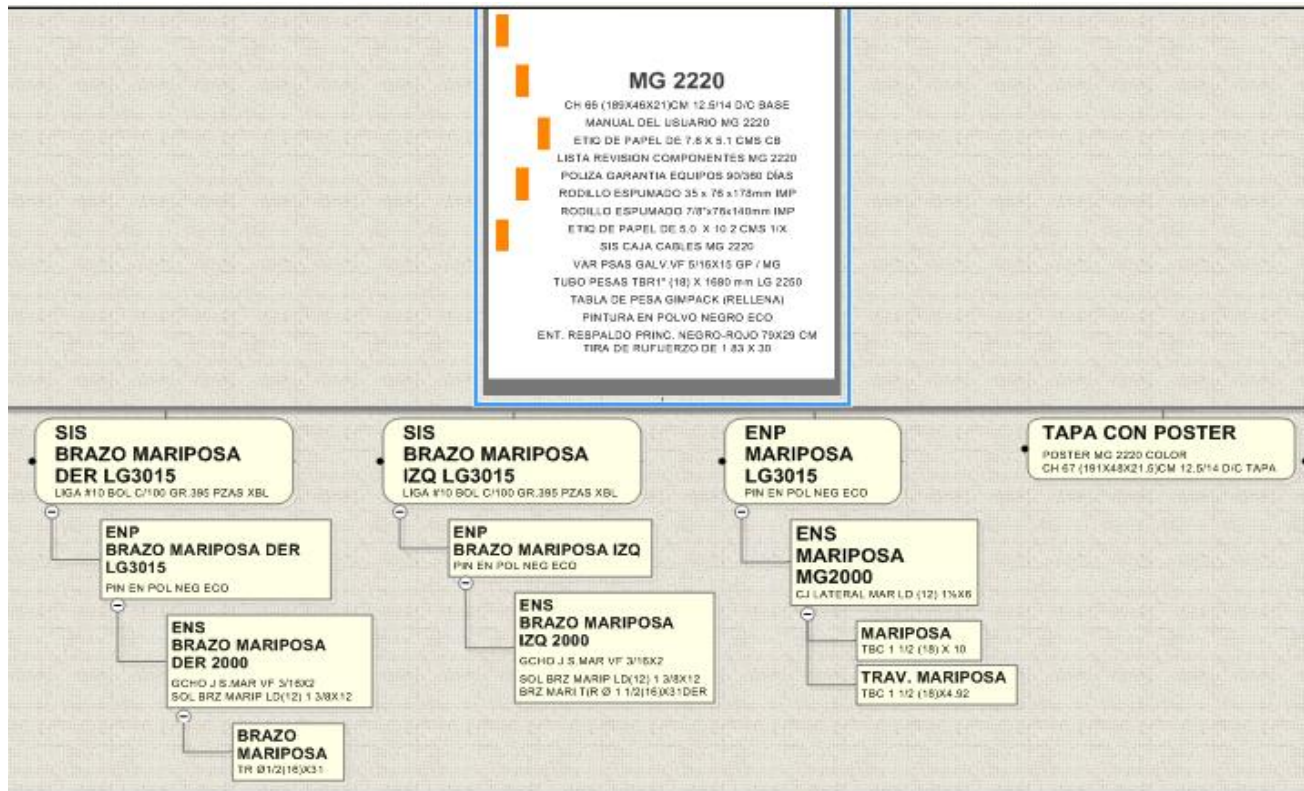 MG 2220
CH 66 (189X46X21)CM 12.5/14 D/C BASE
MANUAL DEL USUARIO MG 2220
ETIQ DE PAPEL DE 7.6 X 5.1 CMS CB
LISTA REVISION COMPONENTES MG 2220
POLIZA GARANTIA EQUIPOS 90/360 DÍAS
RODILLO ESPUMADO 35 x 76 x178mm IMP
RODILLO ESPUMADO 7/8"x76x140mm IMP
ETIQ DE PAPEL DE 5.0 X 10.2 CMS 1/X
SIS CAJA CABLES MG 2220
VAR PSAS GALV.VF 5/16X15 GP / MG
TUBO PESAS TBR1" (18) X 1680 mm LG 2250
TABLA DE PESA GIMPACK (RELLENA)
PINTURA EN POLVO NEGRO ECO
ENT. RESPALDO PRINC. NEGRO-ROJO 79X29 CM
TIRA DE RUFUERZO DE 1 83 X 30
SIS
BRAZO MARIPOSA
DER LG3015
LIGA #10 BOL C/100 GR.395 PZAS XBL
ENP
BRAZO MARIPOSA DER
LG3015
PIN EN POL NEG ECO
ENS
BRAZO MARIPOSA
DER 2000
GCHO J S.MAR VF 3/16X2
SOL BRZ MARIP LD(12) 1 3/8X12
BRAZO
MARIPOSA
TR Ø1/2(16)X31
SIS
BRAZO MARIPOSA
IZQ LG3015
LIGA #10 BOL C/100 GR.395 PZAS XBL
ENP
BRAZO MARIPOSA IZQ
PIN EN POL NEG ECO
ENS
BRAZO MARIPOSA
IZQ 2000
GCHO J S.MAR VF 3/16X2
SOL BRZ MARIP LD(12) 1 3/8X12
BRZ MARI T(R Ø 1 1/2(16)X31DER
ENP
MARIPOSA
LG3015
PIN EN POL NEG ECO
ENS
MARIPOSA
MG2000
CJ LATERAL MAR LD (12) 1½X6
MARIPOSA
TBC 1 1/2 (18) X 10
TRAV. MARIPOSA
TBC 1 1/2 (18)X4.92
TAPA CON POSTER
POSTER MG 2220 COLOR
CH 67 (191X48X21.5)CM 12.5/14 D/C TAPA